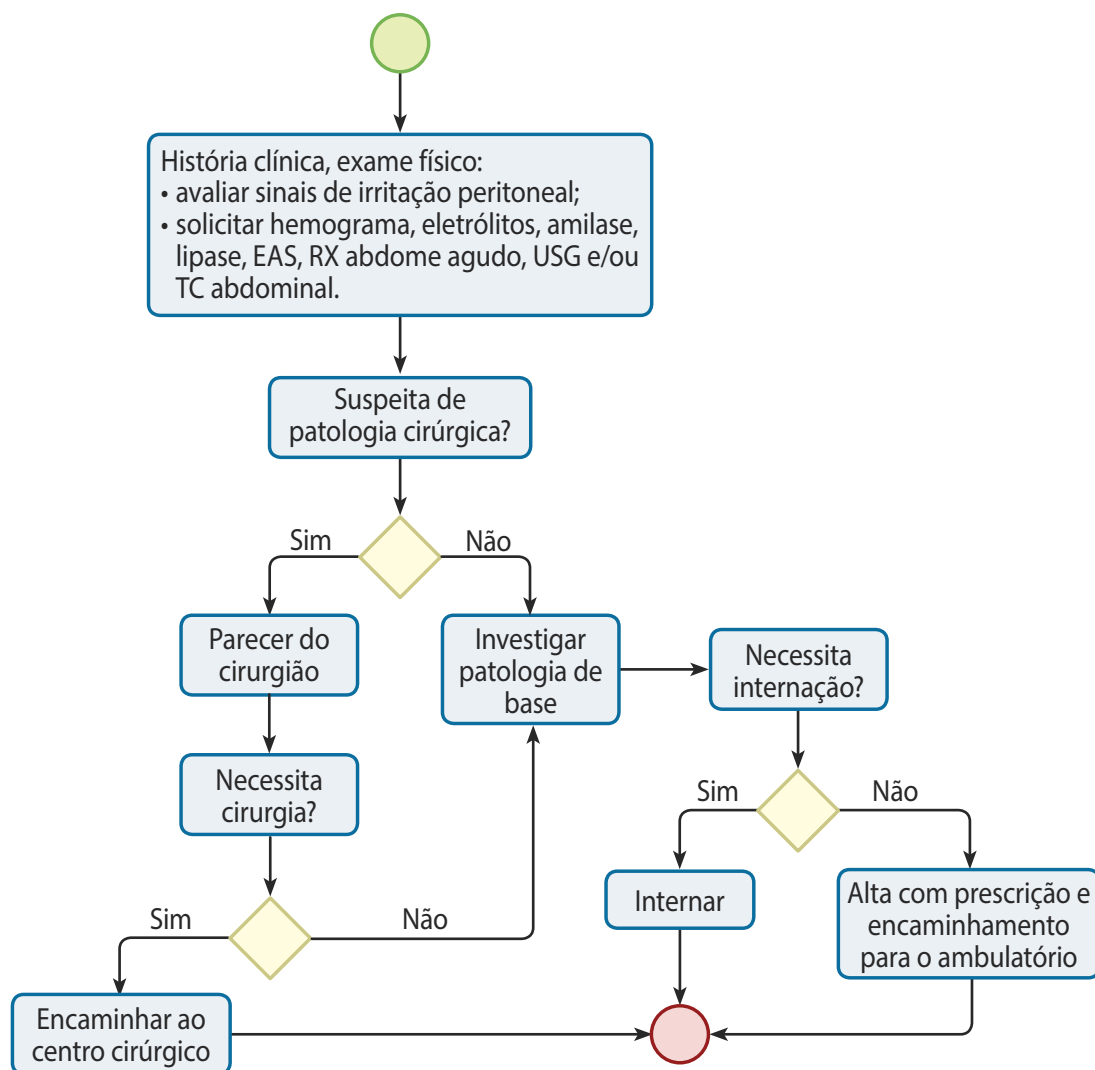 História clínica, exame físico:
• avaliar sinais de irritação peritoneal;
• solicitar hemograma, eletrólitos, amilase,
lipase, EAS, RX abdome agudo, USG e/ou
TC abdominal.
Suspeita de
patologia cirúrgica?
Sim
Não
Parecer do
cirurgião
Investigar
patologia de
base
Necessita
internação?
Necessita
cirurgia?
Sim
Não
Sim
Não
Internar
Alta com prescrição e
encaminhamento
para o ambulatório
Encaminhar ao
centro cirúrgico